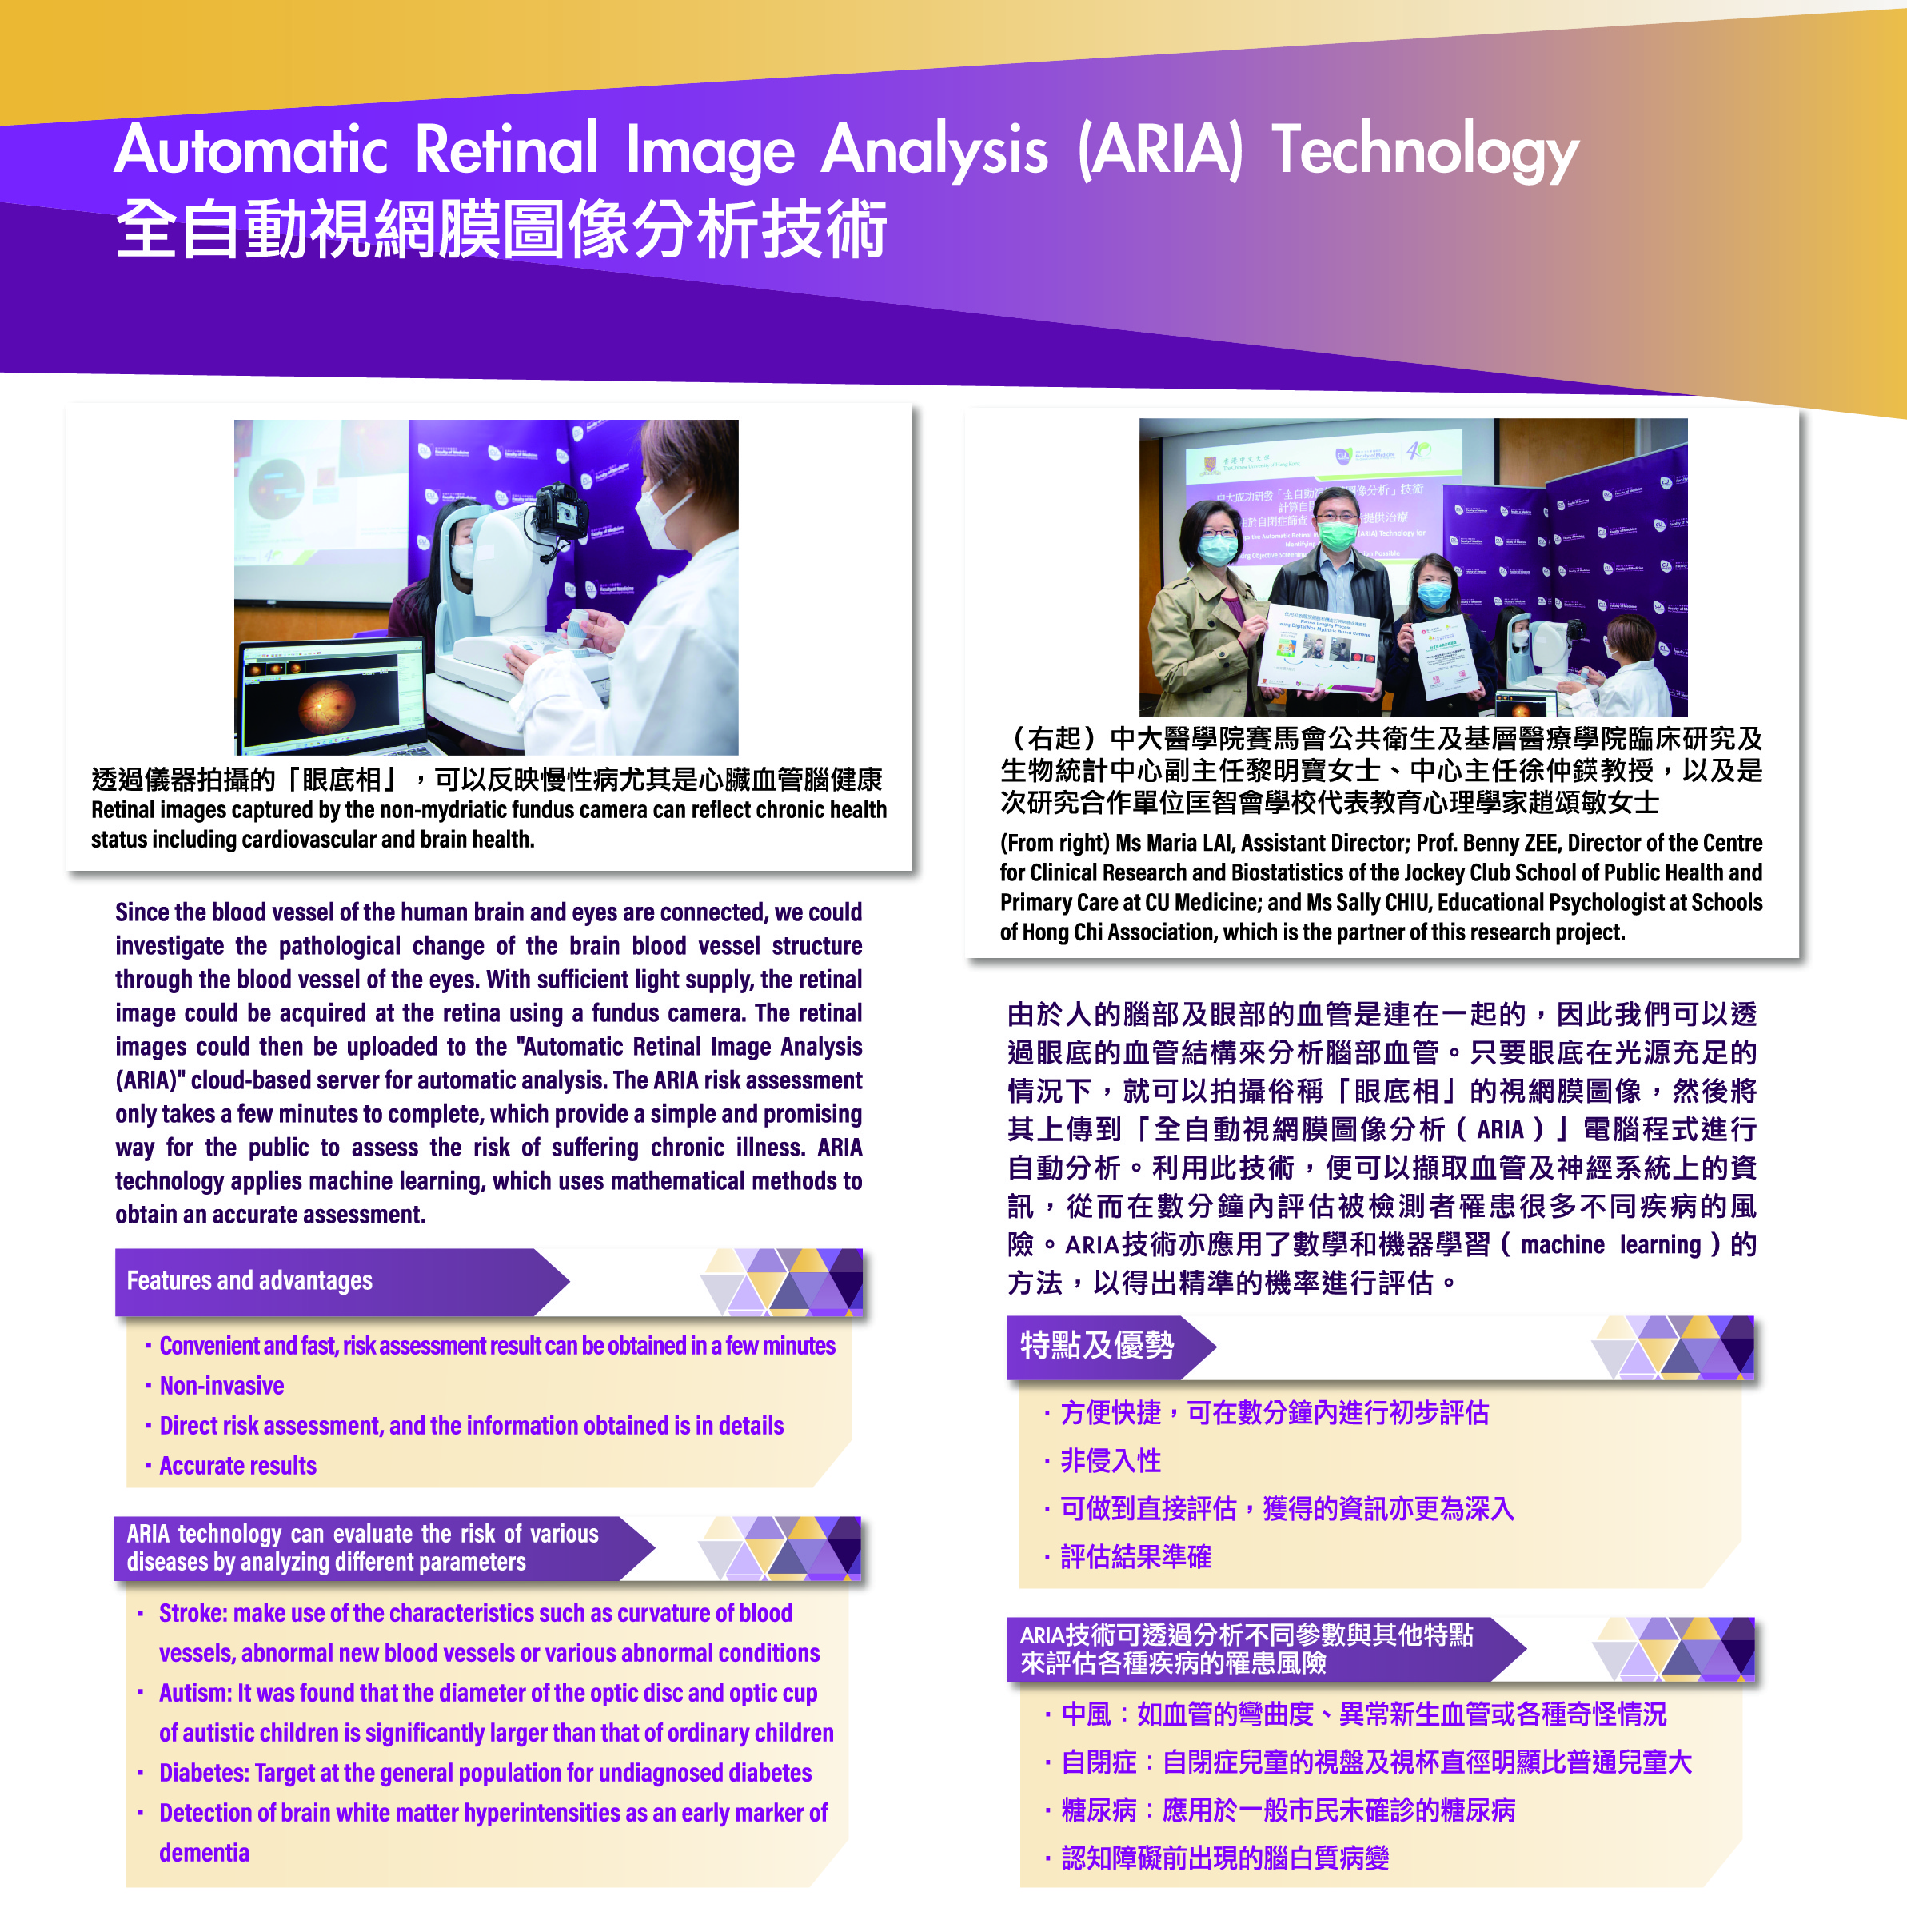 Automatic Retinal Image Analysis (ARIA) Technology
全自動視網膜圖像分析技術
透過儀器拍攝的「眼底相」，可以反映慢性病尤其是心臟血管腦健康
Retinal images captured by the non-mydriatic fundus camera can reflect chronic health
status including cardiovascular and brain health.
Since the blood vessel of the human brain and eyes are connected, we could
investigate the pathological change of the brain blood vessel structure
through the blood vessel of the eyes. With sufficient light supply, the retinal
image could be acquired at the retina using a fundus camera. The retinal
images could then be uploaded to the "Automatic Retinal Image Analysis
(ARIA)" cloud-based server for automatic analysis. The ARIA risk assessment
only takes a few minutes to complete, which provide a simple and promising
way for the public to assess the risk of suffering chronic illness. ARIA
technology applies machine learning, which uses mathematical methods to
obtain an accurate assessment.
Features and advantages
· Convenient and fast, risk assessment result can be obtained in a few minutes
· Non-invasive
· Direct risk assessment, and the information obtained is in details
· Accurate results
ARIA technology can evaluate the risk of various
diseases by analyzing different parameters
· Stroke: make use of the characteristics such as curvature of blood
vessels, abnormal new blood vessels or various abnormal conditions
· Autism: It was found that the diameter of the optic disc and optic cup
of autistic children is significantly larger than that of ordinary children
· Diabetes: Target at the general population for undiagnosed diabetes
· Detection of brain white matter hyperintensities as an early marker of
dementia
香港中文大學
The Chinese University of Hong Kong
Faculty of Medicine
中大成功研發「全自動視 圖像分析」技術
（右起）中大醫學院賽馬會公共衛生及基層醫療學院臨床研究及
生物統計中心副主任黎明寶女士、中心主任徐仲鍈教授，以及是
次研究合作單位匡智會學校代表教育心理學家趙頌敏女士
(From right) Ms Maria LAI, Assistant Director; Prof. Benny ZEE, Director of the Centre
for Clinical Research and Biostatistics of the Jockey Club School of Public Health and
Primary Care at CU Medicine; and Ms Sally CHIU, Educational Psychologist at Schools
of Hong Chi Association, which is the partner of this research project.
由於人的腦部及眼部的血管是連在一起的，因此我們可以透
過眼底的血管結構來分析腦部血管。只要眼底在光源充足的
情況下，就可以拍攝俗稱「眼底相」的視網膜圖像，然後將
其上傳到「全自動視網膜圖像分析（ARIA）」電腦程式進行
自動分析。利用此技術，便可以擷取血管及神經系統上的資
訊，從而在數分鐘內評估被檢測者罹患很多不同疾病的風
險。ARIA技術亦應用了數學和機器學習（machine learning）的
方法，以得出精準的機率進行評估。
特點及優勢
· 方便快捷，可在數分鐘內進行初步評估
· 非侵入性
· 可做到直接評估，獲得的資訊亦更為深入
· 評估結果準確
ARIA技術可透過分析不同參數與其他特點
來評估各種疾病的罹患風險
· 中風：如血管的彎曲度、異常新生血管或各種奇怪情況
· 自閉症：自閉症兒童的視盤及視杯直徑明顯比普通兒童大
· 糖尿病：應用於一般市民未確診的糖尿病
· 認知障礙前出現的腦白質病變